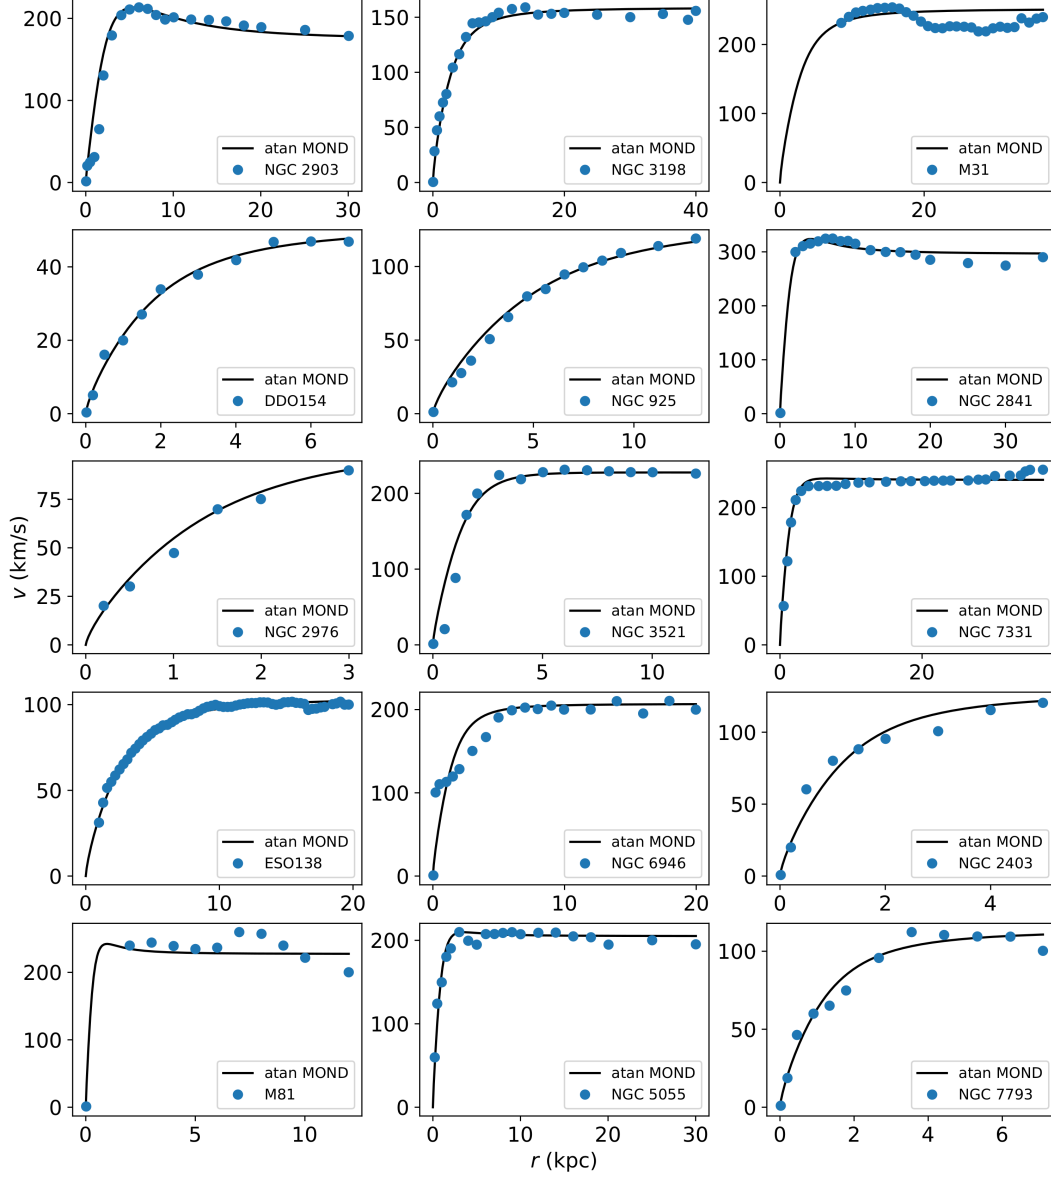 200
100
0
atan MOND
NGC 2903
0 10 20 30
150
100
50
0
atan MOND
NGC 3198
0 20 40
200
100
0
atan MOND
M31
0 20
40
20
0
atan MOND
DDO154
0 2 4 6
100
50
0
atan MOND
NGC 925
0 5 10
300
200
100
0
atan MOND
NGC 2841
0 10 20 30
v (km/s)
75
50
25
0
atan MOND
NGC 2976
0 1 2 3
200
100
0
atan MOND
NGC 3521
0 5 10
200
100
0
atan MOND
NGC 7331
0 20
100
50
0
atan MOND
ESO138
0 10 20
200
100
0
atan MOND
NGC 6946
0 10 20
100
50
0
atan MOND
NGC 2403
0 2 4
200
100
0
atan MOND
M81
0 5 10
200
100
0
atan MOND
NGC 5055
0 10 20 30
100
50
0
atan MOND
NGC 7793
0 2 4 6
r (kpc)